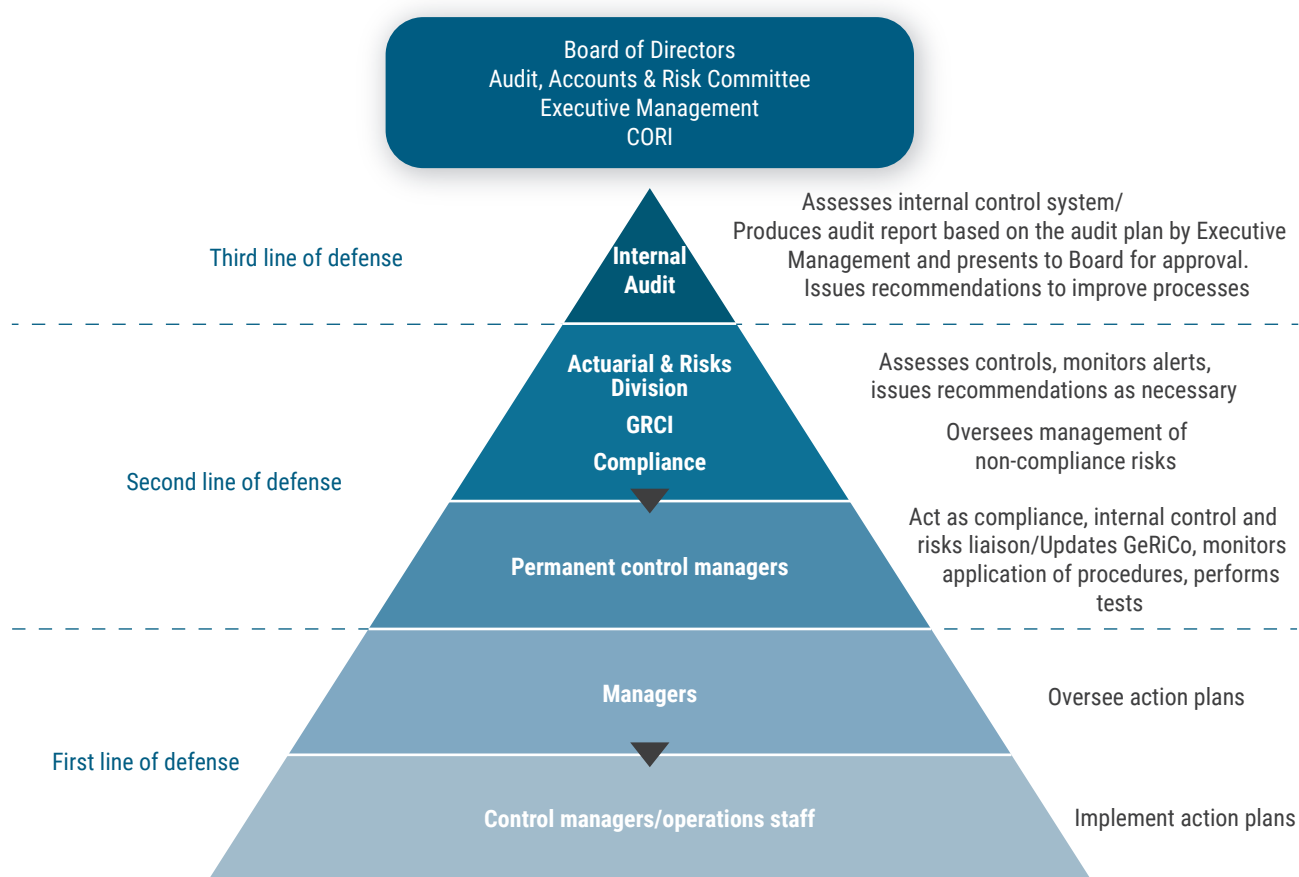 Board of Directors
Audit, Accounts & Risk Committee
Executive Management
CORI
Third line of defense
Internal
Audit
Assesses internal control system/
Produces audit report based on the audit plan by Executive
Management and presents to Board for approval.
Issues recommendations to improve processes
Second line of defense
Actuarial & Risks
Division
GRCI
Compliance
Assesses controls, monitors alerts,
issues recommendations as necessary
Oversees management of
non-compliance risks
Permanent control managers
Act as compliance, internal control and
risks liaison/Updates GeRiCo, monitors
application of procedures, performs
tests
First line of defense
Managers
Oversee action plans
Control managers/operations staff
Implement action plans